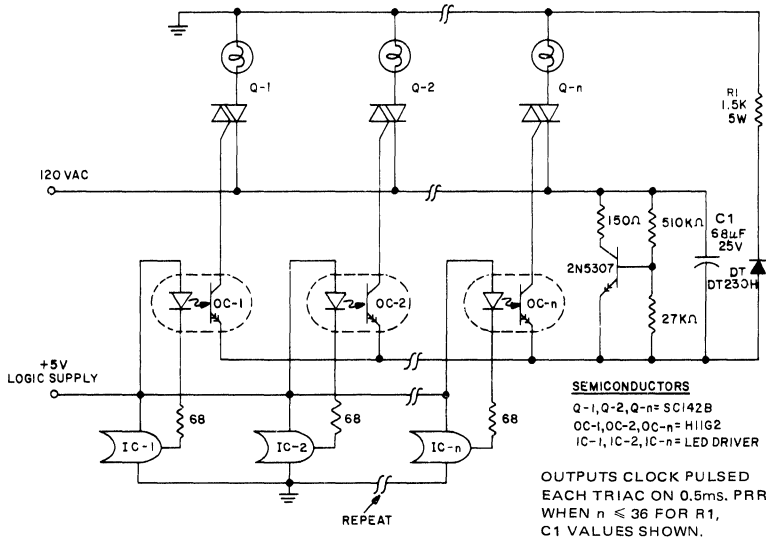 Q-1
Q-2
Q-n
R1
1.5K
5W
120 VAC
150Ω
510KΩ
C1
68µF
25V
2N5307
DT
DT230H
27KΩ
OC-1
OC-2
OC-n
+5V
LOGIC SUPPLY
68
68
68
IC-1
IC-2
IC-n
REPEAT
SEMICONDUCTORS
Q-1,Q-2,Q-n= SC142B
OC-1,OC-2,OC-n= H11G2
IC-1, IC-2, IC-n= LED DRIVER
OUTPUTS CLOCK PULSED
EACH TRIAC ON 0.5ms. PRR
WHEN n ⩽ 36 FOR R1,
C1 VALUES SHOWN.